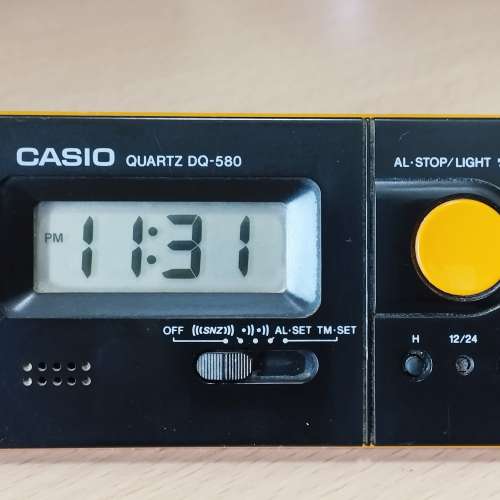 CASIO QUARTZ DQ-580
AL·STOP/LIGHT
PM 11:31
OFF (((SNZ))) •)) •)) AL·SET TM·SET
H 12/24